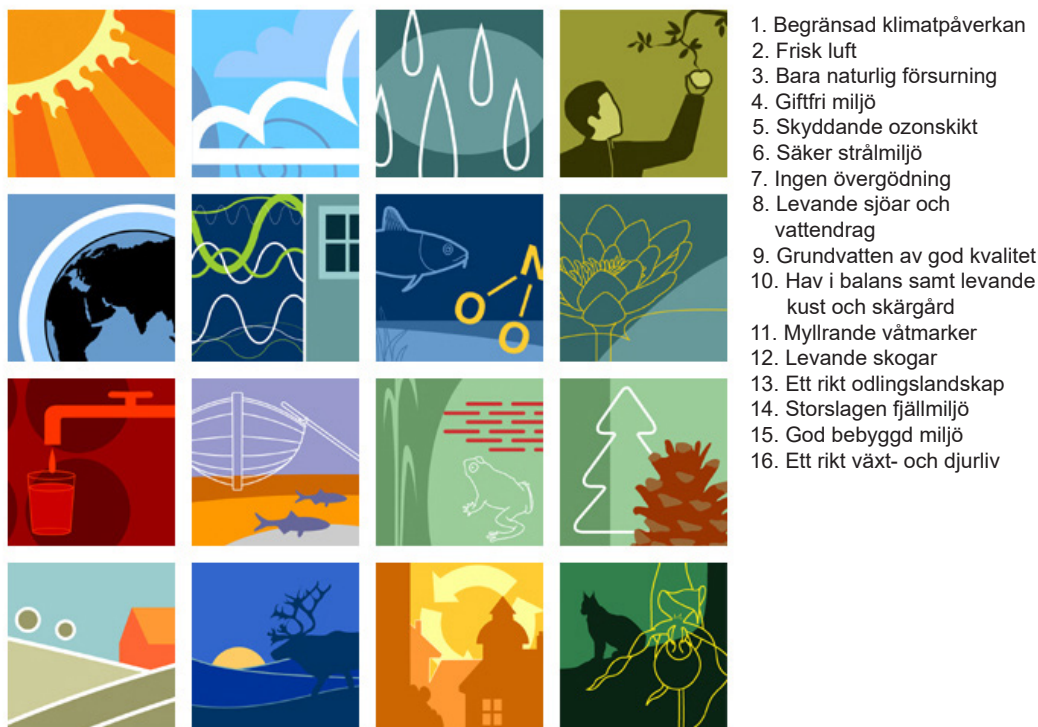 1. Begränsad klimatpåverkan
2. Frisk luft
3. Bara naturlig försurning
4. Giftfri miljö
5. Skyddande ozonskikt
6. Säker strålmiljö
7. Ingen övergödning
8. Levande sjöar och
vattendrag
9. Grundvatten av god kvalitet
10. Hav i balans samt levande
kust och skärgård
11. Myllrande våtmarker
12. Levande skogar
13. Ett rikt odlingslandskap
14. Storslagen fjällmiljö
15. God bebyggd miljö
16. Ett rikt växt- och djurliv
N
O
O